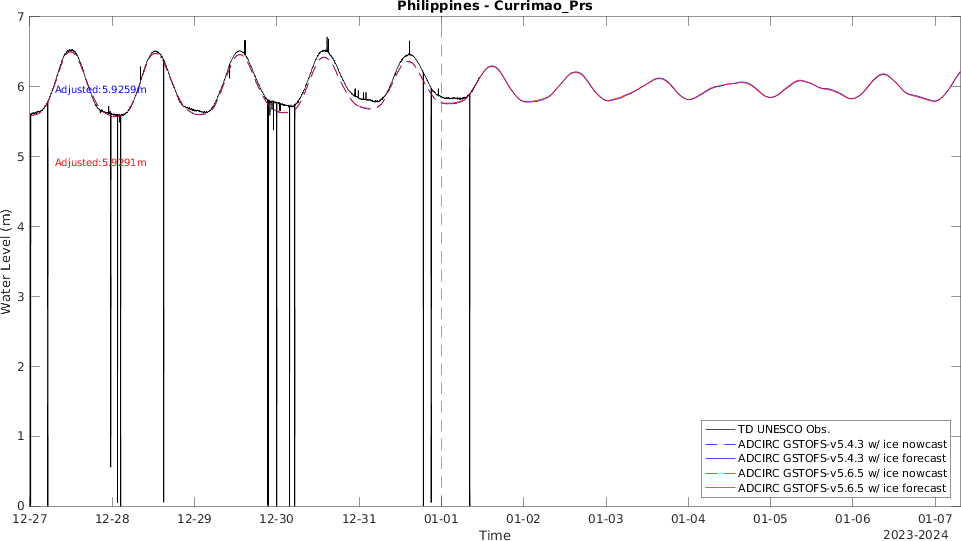 Philippines - Currimao_Prs
7
6
5
4
3
2
1
0
Water Level (m)
Adjusted:5.9259m
Adjusted:5.9291m
TD UNESCO Obs.
ADCIRC GSTOFS-v5.4.3 w/ ice nowcast
ADCIRC GSTOFS-v5.4.3 w/ ice forecast
ADCIRC GSTOFS-v5.6.5 w/ ice nowcast
ADCIRC GSTOFS-v5.6.5 w/ ice forecast
12-27 12-28 12-29 12-30 12-31 01-01 01-02 01-03 01-04 01-05 01-06 01-07
Time
2023-2024